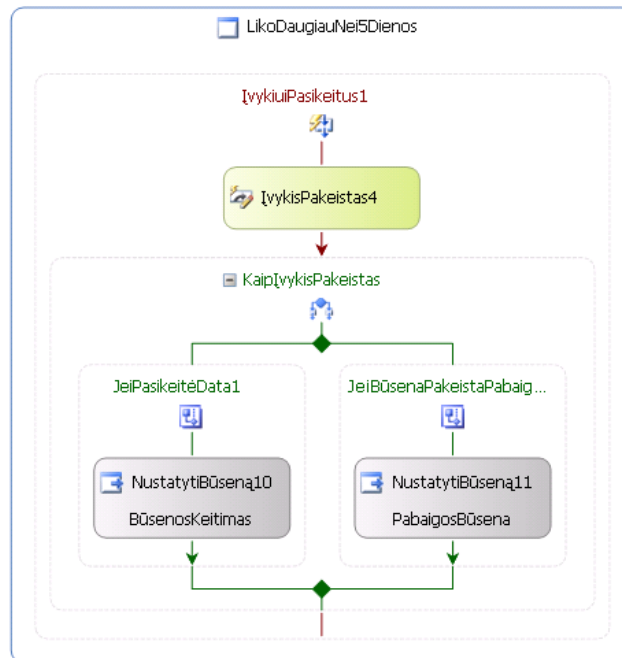 LikoDaugiauNei5Dienos
ĮvykiuiPasikeitus1
ĮvykisPakeistas4
KaipĮvykisPakeistas
JeiPasikeitėData1
JeiBūsenaPakeistaPabaig...
NustatytiBūseną10
BūsenosKeitimas
NustatytiBūseną11
PabaigosBūsena